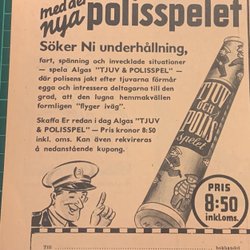 med det
nya polisspelet
Söker Ni underhållning,
fart, spänning och invecklade situationer
— spela Algas "TJUV & POLISSPEL" —
där polisens jakt efter tjuvarna förmår
egga och intressera deltagarna till den
grad, att den lugna hemmakvällen
formligen "flyger iväg".
Skaffa Er redan i dag Algas "TJUV
& POLISSPEL" — Pris kronor 8:50
inkl. oms. Kan även rekvireras
å nedanstående kupong.
TJUV
OCH
POLIS
spelet
PRIS
8:50
inkl.oms.
Till
bokhandel